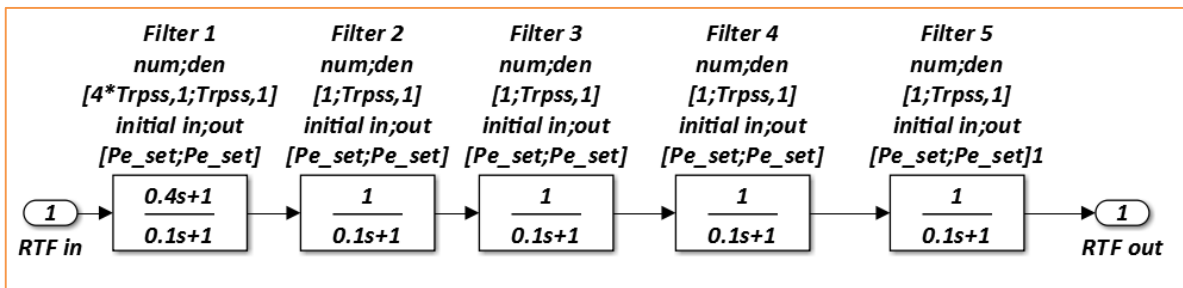 Filter 1
num;den
[4*Trpss,1;Trpss,1]
initial in;out
[Pe_set;Pe_set]
Filter 2
num;den
[1;Trpss,1]
initial in;out
[Pe_set;Pe_set]
Filter 3
num;den
[1;Trpss,1]
initial in;out
[Pe_set;Pe_set]
Filter 4
num;den
[1;Trpss,1]
initial in;out
[Pe_set;Pe_set]
Filter 5
num;den
[1;Trpss,1]
initial in;out
[Pe_set;Pe_set]1
1
RTF in
0.4s+1
0.1s+1
1
0.1s+1
1
0.1s+1
1
0.1s+1
1
0.1s+1
1
RTF out